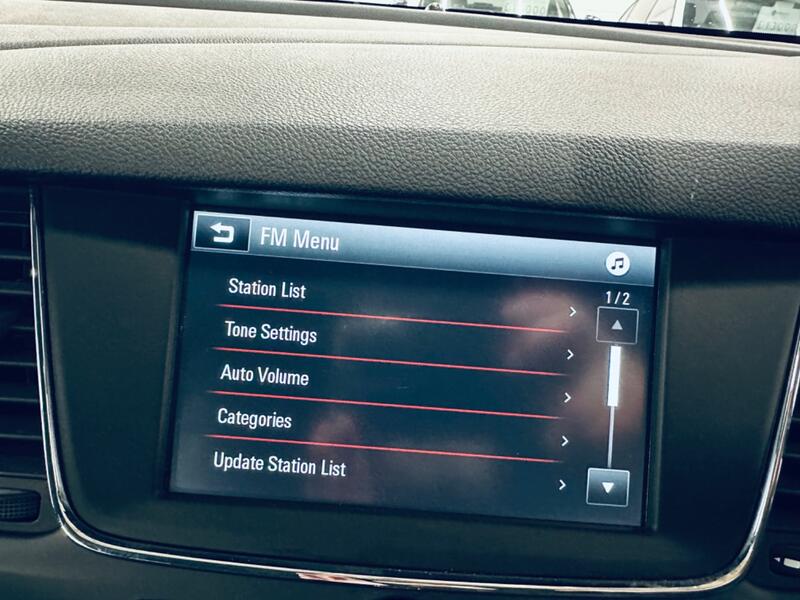 FM Menu
1/2
Station List
Tone Settings
Auto Volume
Categories
Update Station List